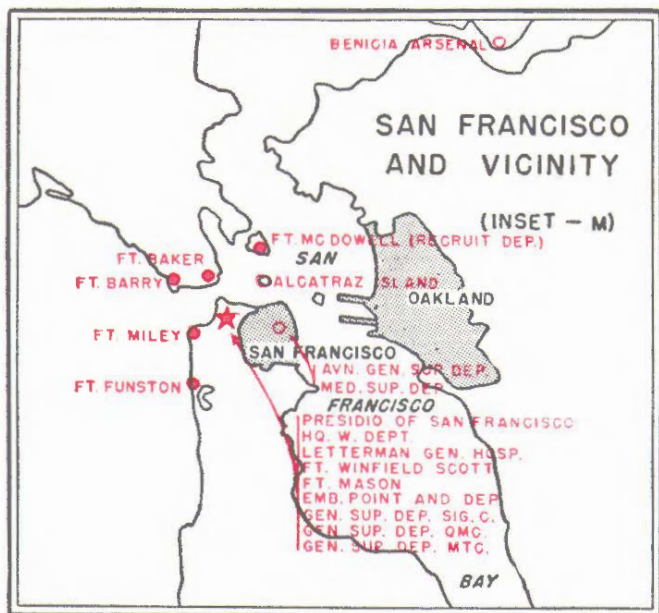 BENICIA ARSENAL
SAN FRANCISCO
AND VICINITY
(INSET - M)
FT. MC DOWELL (RECRUIT DEP.)
SAN
FT. BAKER
FT. BARRY
ALCATRAZ ISLAND
OAKLAND
FT. MILEY
SAN FRANCISCO
AVN. GEN. SUP. DEP.
MED. SUP. DEP.
FT. FUNSTON
FRANCISCO
PRESIDIO OF SAN FRANCISCO
HQ. W. DEPT.
LETTERMAN GEN. HOSP.
FT. WINFIELD SCOTT
FT. MASON
EMB. POINT AND DEP.
GEN. SUP. DEP. SIG. C.
GEN. SUP. DEP. QMC.
GEN. SUP. DEP. MTC.
BAY